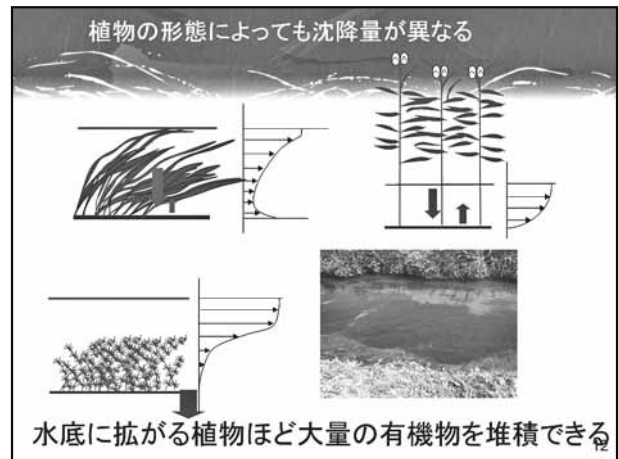 植物の形態によっても沈降量が異なる
水底に拡がる植物ほど大量の有機物を堆積できる
12